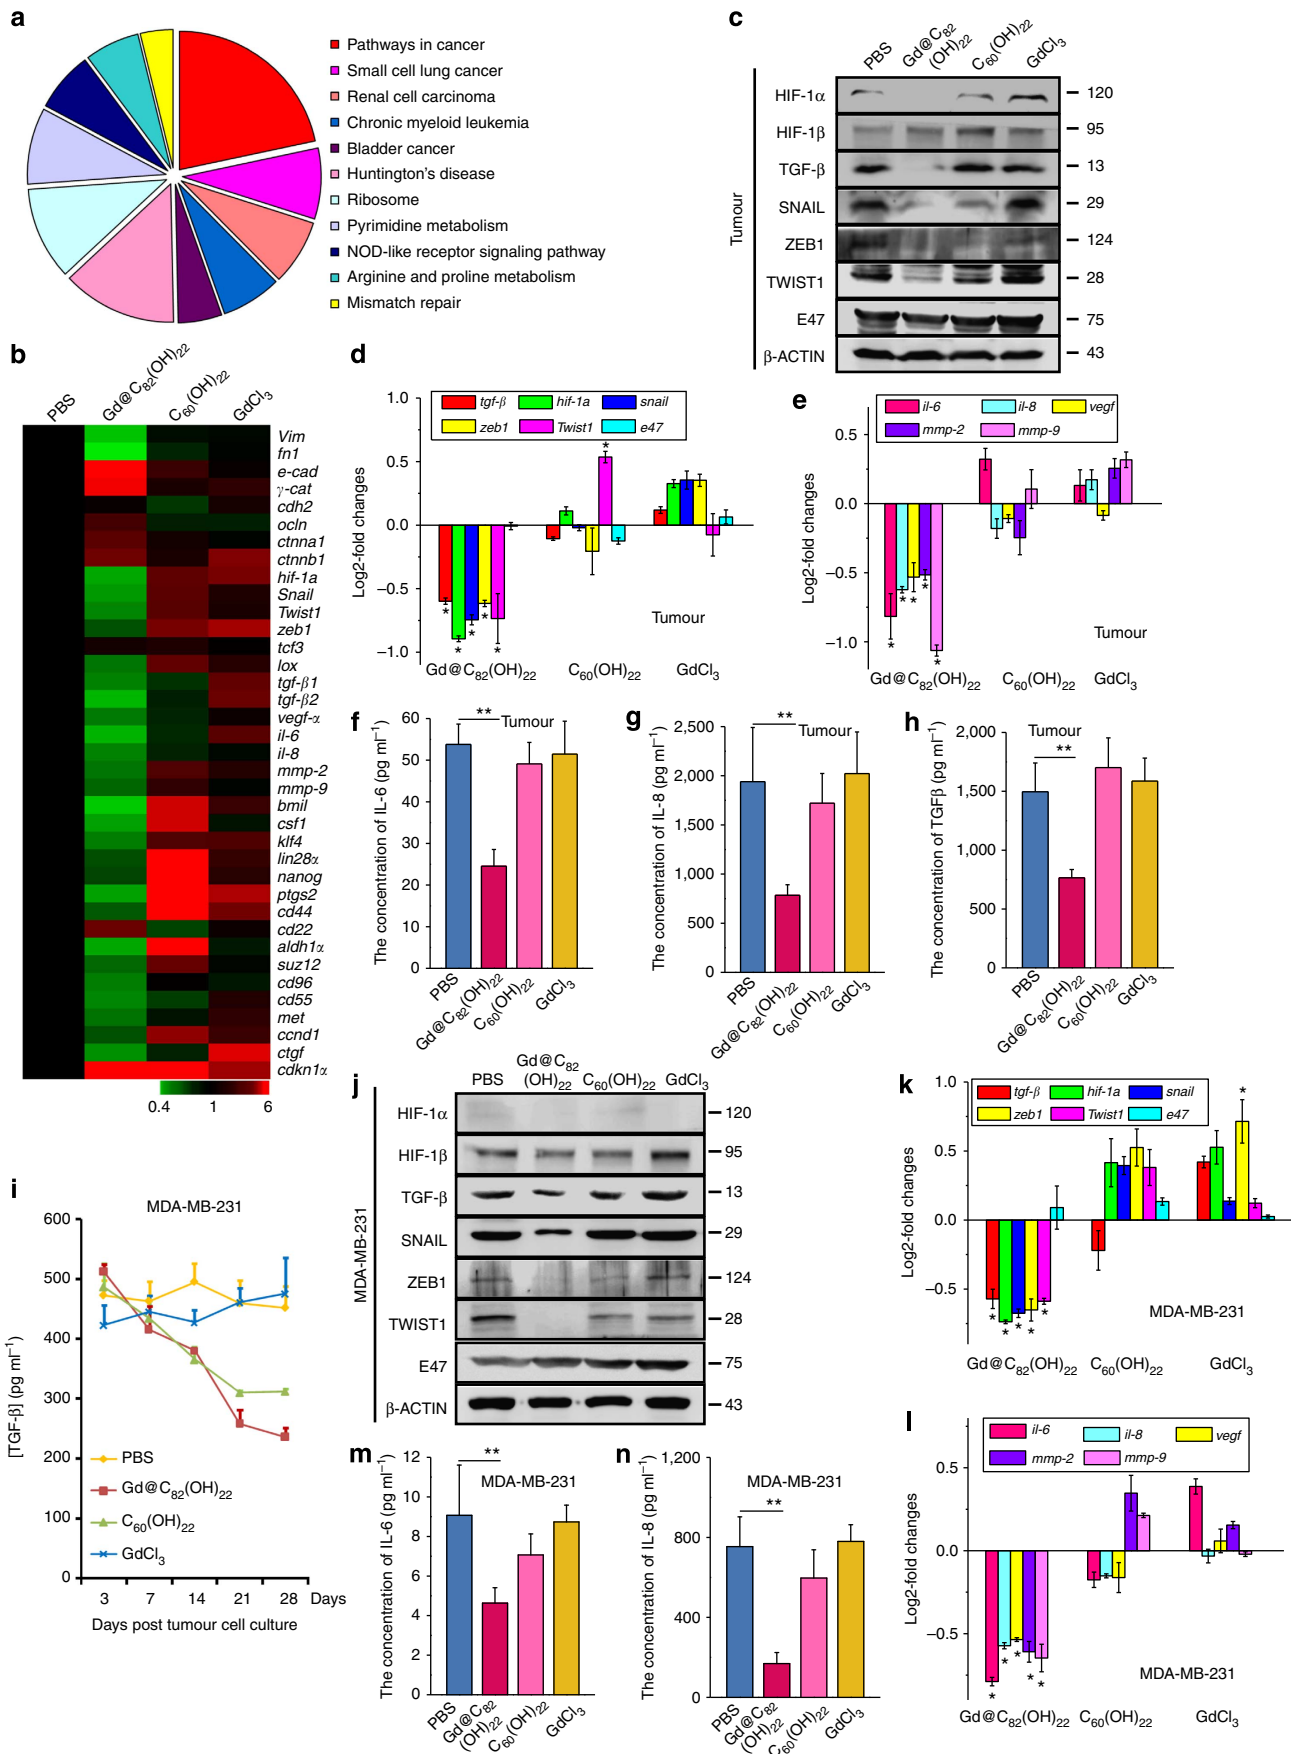 a
Pathways in cancer
Small cell lung cancer
Renal cell carcinoma
Chronic myeloid leukemia
Bladder cancer
Huntington's disease
Ribosome
Pyrimidine metabolism
NOD-like receptor signaling pathway
Arginine and proline metabolism
Mismatch repair
b
PBS
Gd@C82(OH)22
C60(OH)22
GdCl3
Vim
fn1
e-cad
γ-cat
cdh2
ocln
ctnna1
ctnnb1
hif-1a
Snail
Twist1
zeb1
tcf3
lox
tgf-β1
tgf-β2
vegf-α
il-6
il-8
mmp-2
mmp-9
bmil
csf1
klf4
lin28α
nanog
ptgs2
cd44
cd22
aldh1α
suz12
cd96
cd55
met
ccnd1
ctgf
cdkn1α
0.4 1 6
c
PBS
Gd@C82
(OH)22
C60(OH)22
GdCl3
Tumour
HIF-1α 120
HIF-1β 95
TGF-β 13
SNAIL 29
ZEB1 124
TWIST1 28
E47 75
β-ACTIN 43
d
Log2-fold changes
1.0
0.5
0.0
−0.5
−1.0
tgf-β hif-1a snail
zeb1 Twist1 e47
*
* * * * *
Tumour
Gd@C82(OH)22 C60(OH)22 GdCl3
e
Log2-fold changes
0.5
0.0
−0.5
−1.0
il-6 il-8 vegf
mmp-2 mmp-9
* * * * *
Tumour
Gd@C82(OH)22 C60(OH)22 GdCl3
f
The concentration of IL-6 (pg ml−1)
60
50
40
30
20
10
0
** Tumour
PBS
Gd@C82(OH)22
C60(OH)22
GdCl3
g
The concentration of IL-8 (pg ml−1)
2,500
2,000
1,500
1,000
500
0
** Tumour
PBS
Gd@C82(OH)22
C60(OH)22
GdCl3
h
The concentration of TGFβ (pg ml−1)
2,000
1,500
1,000
500
0
Tumour
**
PBS
Gd@C82(OH)22
C60(OH)22
GdCl3
i
MDA-MB-231
[TGF-β] (pg ml−1)
600
500
400
300
200
100
0
PBS
Gd@C82(OH)22
C60(OH)22
GdCl3
3 7 14 21 28 Days
Days post tumour cell culture
j
PBS
Gd@C82
(OH)22
C60(OH)22
GdCl3
MDA-MB-231
HIF-1α 120
HIF-1β 95
TGF-β 13
SNAIL 29
ZEB1 124
TWIST1 28
E47 75
β-ACTIN 43
k
Log2-fold changes
1.0
0.5
0.0
−0.5
tgf-β hif-1a snail
zeb1 Twist1 e47
*
* * * * *
MDA-MB-231
Gd@C82(OH)22 C60(OH)22 GdCl3
l
Log2-fold changes
0.5
0.0
−0.5
il-6 il-8 vegf
mmp-2 mmp-9
* * * * *
MDA-MB-231
Gd@C82(OH)22 C60(OH)22 GdCl3
m
The concentration of IL-6 (pg ml−1)
12
10
8
6
4
2
0
**
MDA-MB-231
PBS
Gd@C82
(OH)22
C60(OH)22
GdCl3
n
The concentration of IL-8 (pg ml−1)
1,200
800
400
0
MDA-MB-231
**
PBS
Gd@C82
(OH)22
C60(OH)22
GdCl3